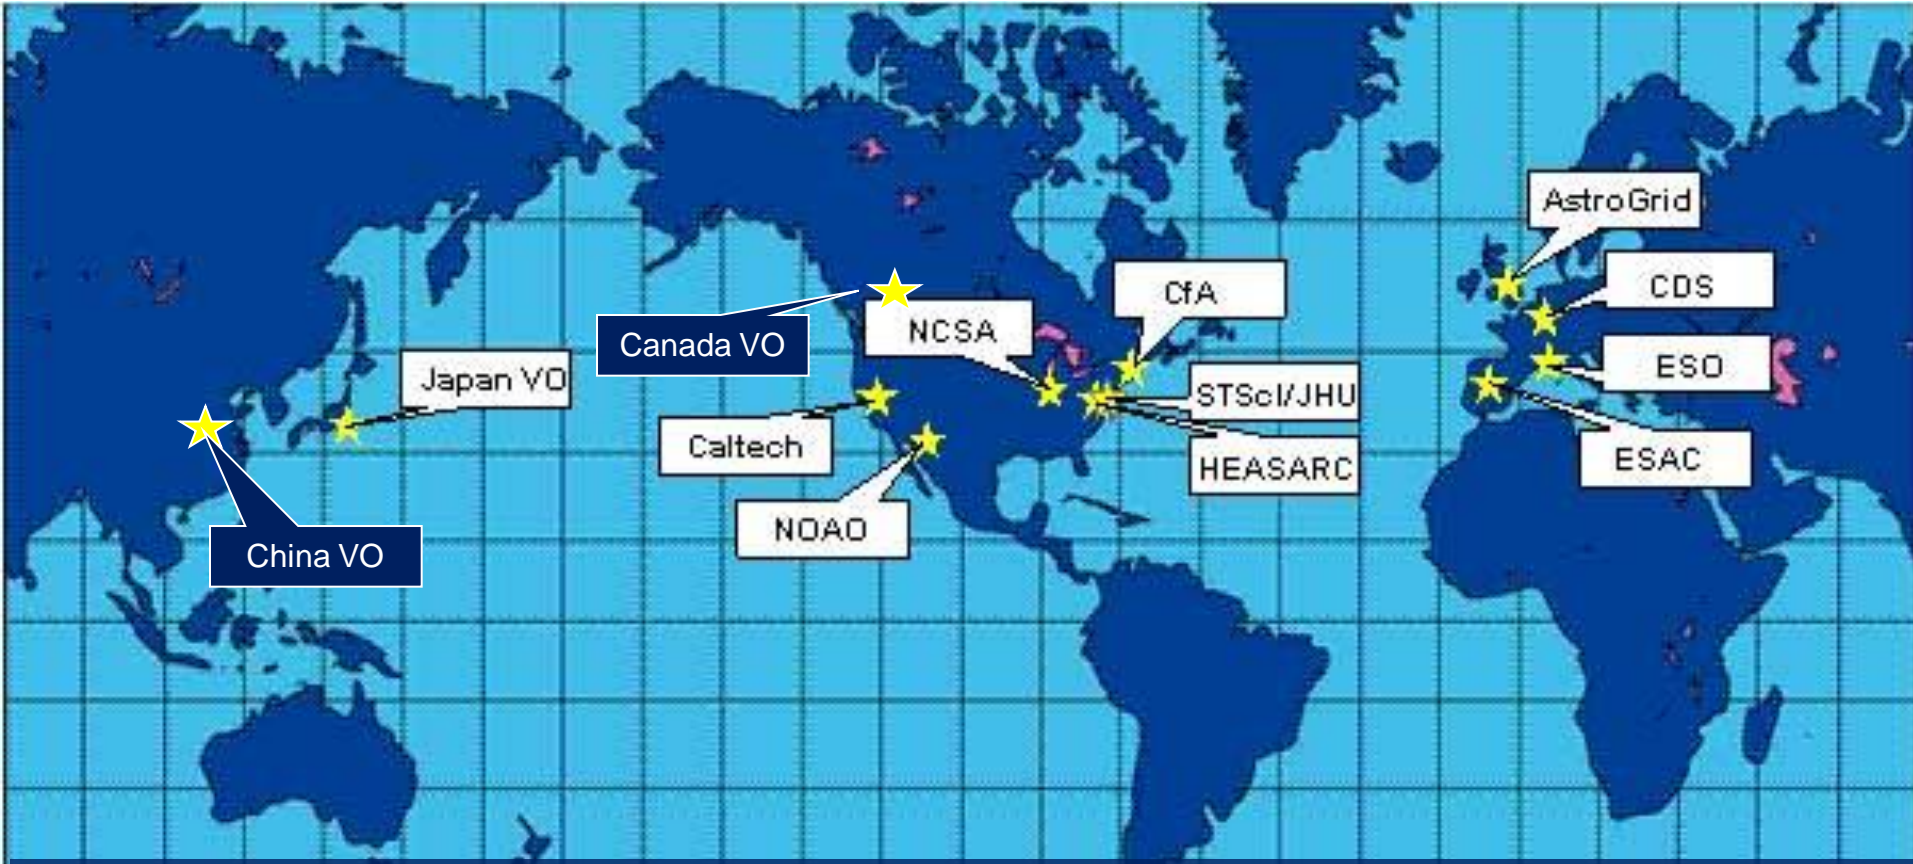 AstroGrid
CDS
CfA
NCSA
Canada VO
ESO
Japan VO
STScI/JHU
Caltech
ESAC
HEASARC
NOAO
China VO